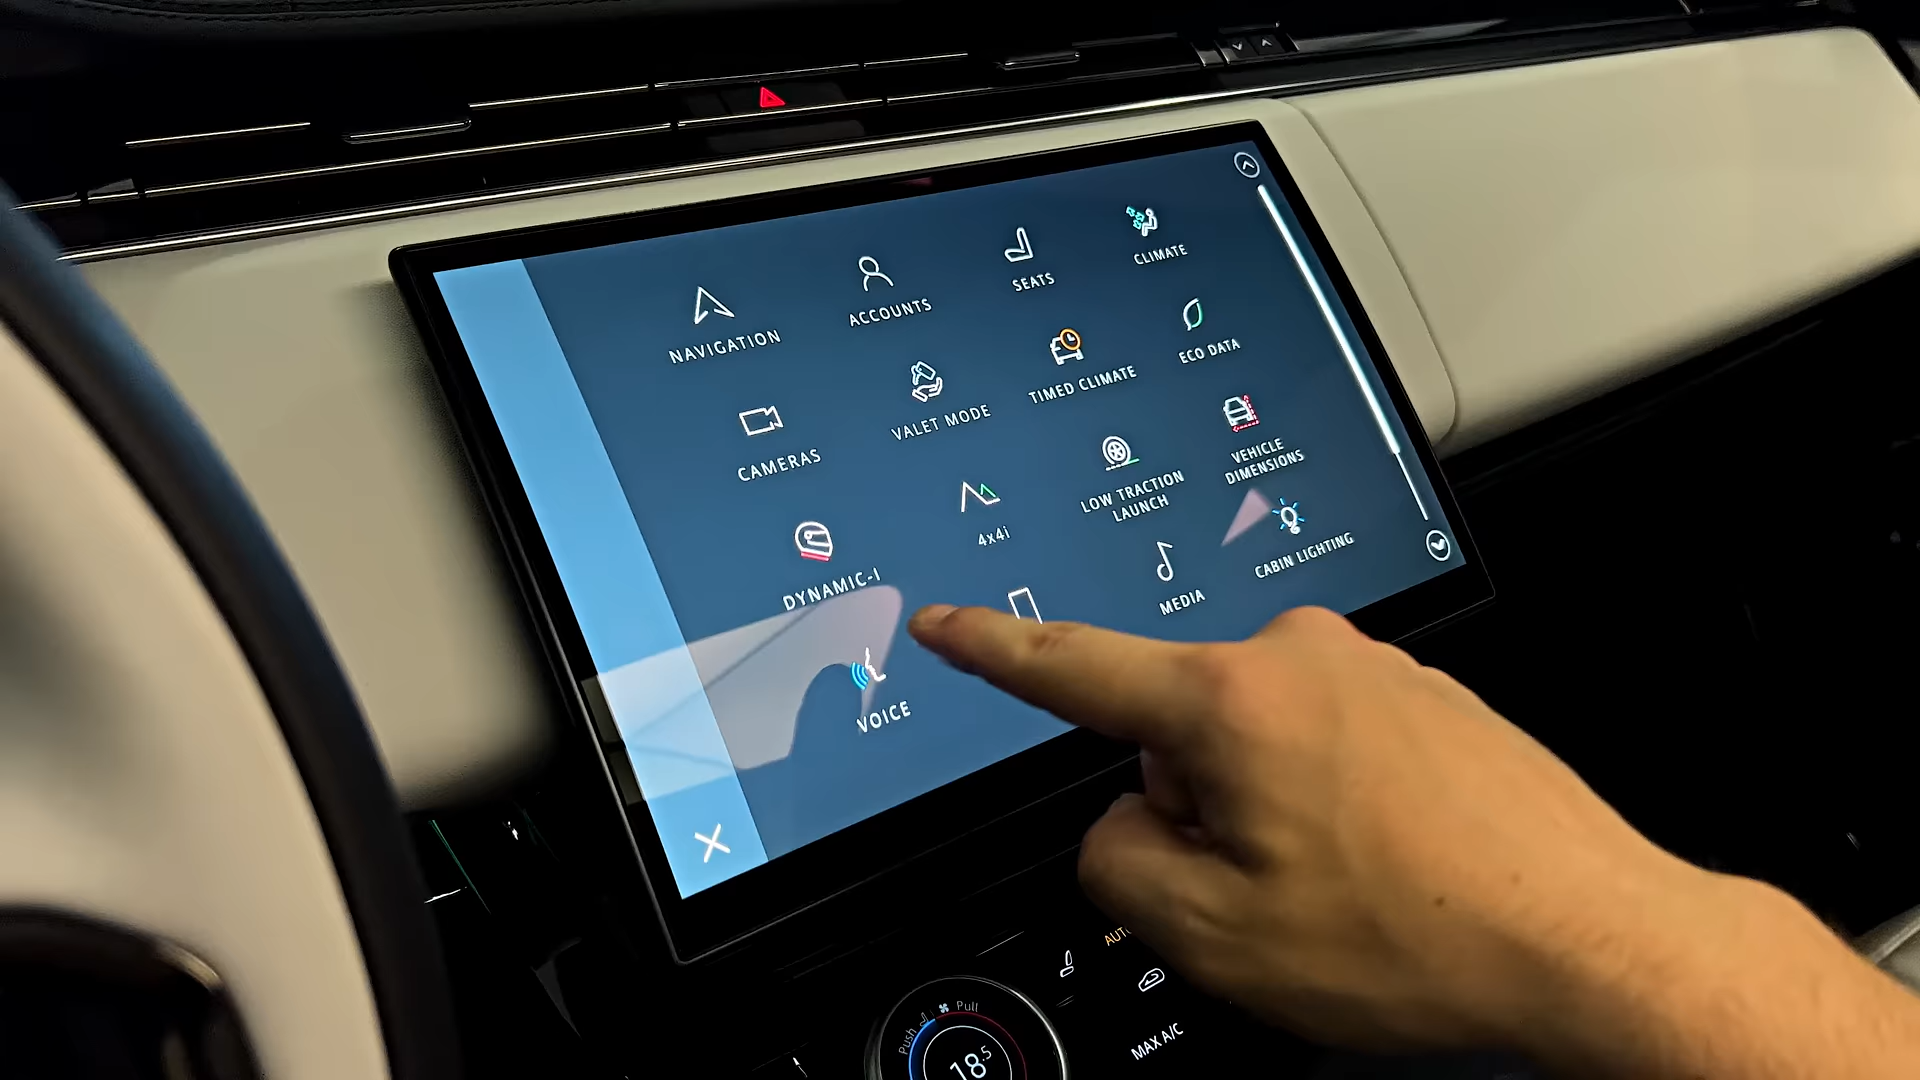 NAVIGATION
ACCOUNTS
SEATS
CLIMATE
CAMERAS
VALET MODE
TIMED CLIMATE
ECO DATA
DYNAMIC-I
4x4i
LOW TRACTION
LAUNCH
VEHICLE
DIMENSIONS
VOICE
MEDIA
CABIN LIGHTING
AUTO
Push
Pull
18.5
MAX A/C